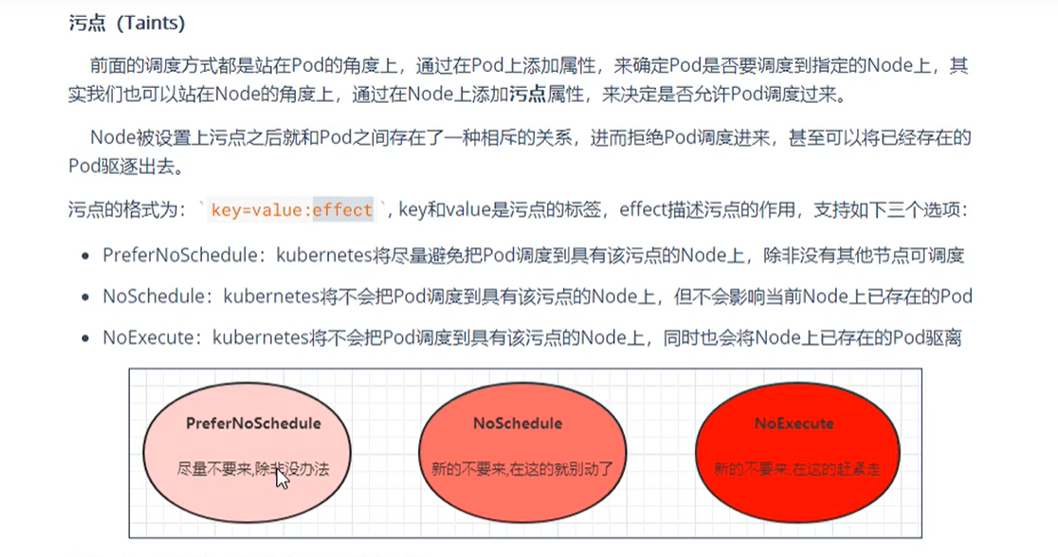 污点（Taints）
前面的调度方式都是站在Pod的角度上，通过在Pod上添加属性，来确定Pod是否要调度到指定的Node上，其
实我们也可以站在Node的角度上，通过在Node上添加污点属性，来决定是否允许Pod调度过来。
Node被设置上污点之后就和Pod之间存在了一种相斥的关系，进而拒绝Pod调度进来，甚至可以将已经存在的
Pod驱逐出去。
污点的格式为：`key=value:effect`, key和value是污点的标签，effect描述污点的作用，支持如下三个选项：
• PreferNoSchedule：kubernetes将尽量避免把Pod调度到具有该污点的Node上，除非没有其他节点可调度
• NoSchedule：kubernetes将不会把Pod调度到具有该污点的Node上，但不会影响当前Node上已存在的Pod
• NoExecute：kubernetes将不会把Pod调度到具有该污点的Node上，同时也会将Node上已存在的Pod驱离
PreferNoSchedule
尽量不要来,除非没办法
NoSchedule
新的不要来,在这的就别动了
NoExecute
新的不要来,在这的赶紧走